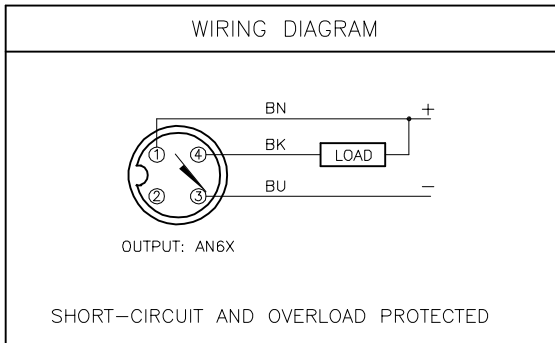 WIRING DIAGRAM
BN
+
BK
LOAD
1
4
BU
−
2
3
OUTPUT: AN6X
SHORT-CIRCUIT AND OVERLOAD PROTECTED